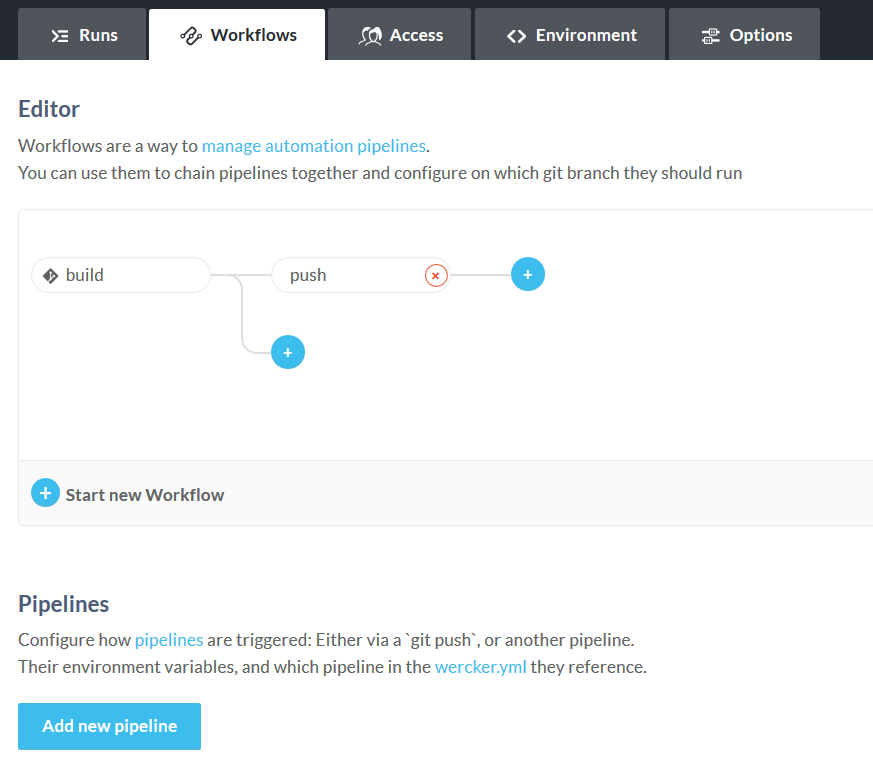 Runs Workflows Access Environment Options
Editor
Workflows are a way to manage automation pipelines.
You can use them to chain pipelines together and configure on which git branch they should run
build push
Start new Workflow
Pipelines
Configure how pipelines are triggered: Either via a `git push`, or another pipeline.
Their environment variables, and which pipeline in the wercker.yml they reference.
Add new pipeline